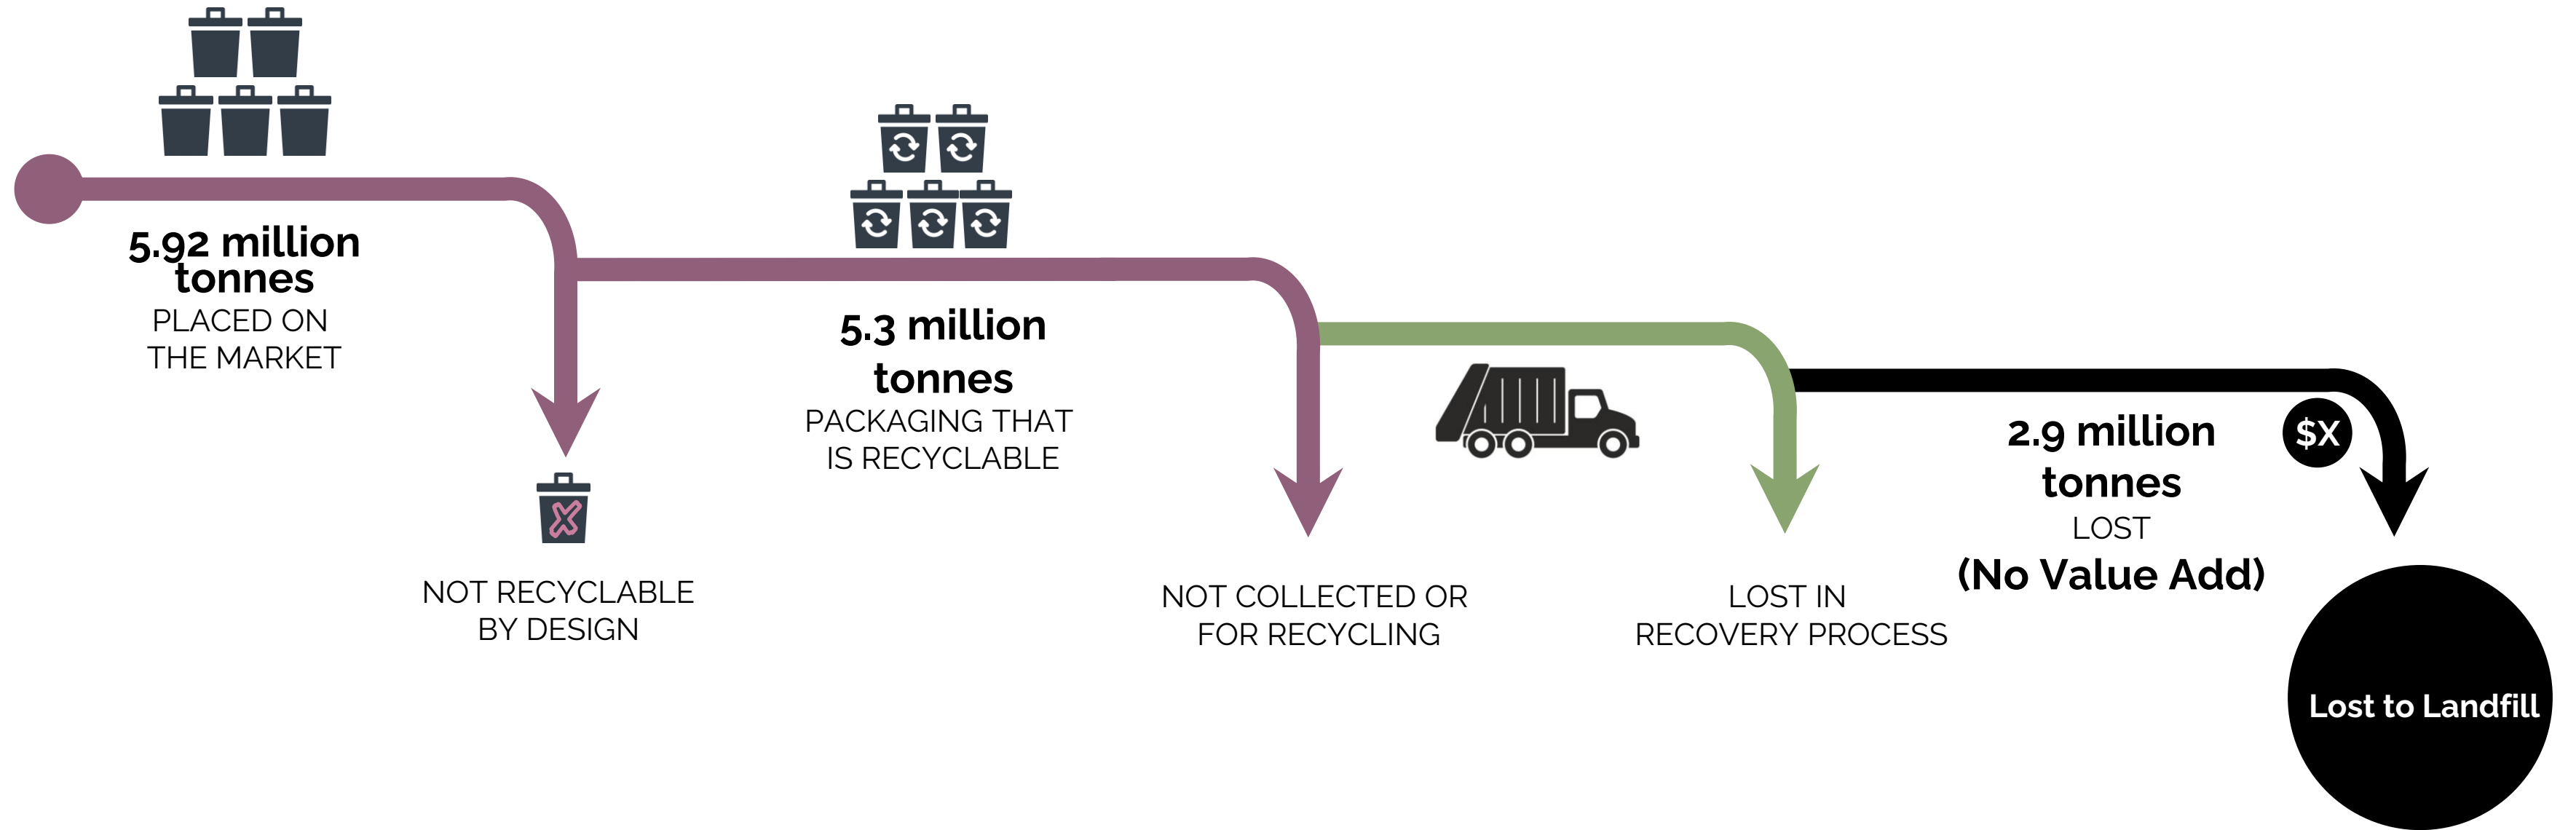 5.92 million
tonnes
PLACED ON
THE MARKET
NOT RECYCLABLE
BY DESIGN
5.3 million
tonnes
PACKAGING THAT
IS RECYCLABLE
NOT COLLECTED OR
FOR RECYCLING
LOST IN
RECOVERY PROCESS
2.9 million
tonnes
LOST
(No Value Add)
$X
Lost to Landfill